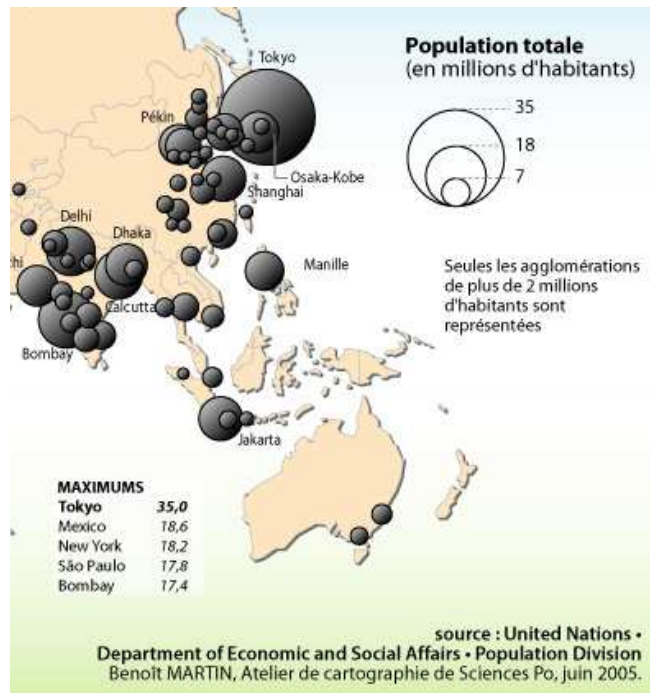 Population totale
(en millions d'habitants)
35
18
7
Tokyo
Pékin
Osaka-Kobe
Shanghai
Delhi
Dhaka
hi
Manille
Calcutta
Bombay
Jakarta
Seules les agglomérations
de plus de 2 millions
d'habitants sont
représentées
MAXIMUMS
Tokyo 35,0
Mexico 18,6
New York 18,2
São Paulo 17,8
Bombay 17,4
source : United Nations •
Department of Economic and Social Affairs • Population Division
Benoît MARTIN, Atelier de cartographie de Sciences Po, juin 2005.